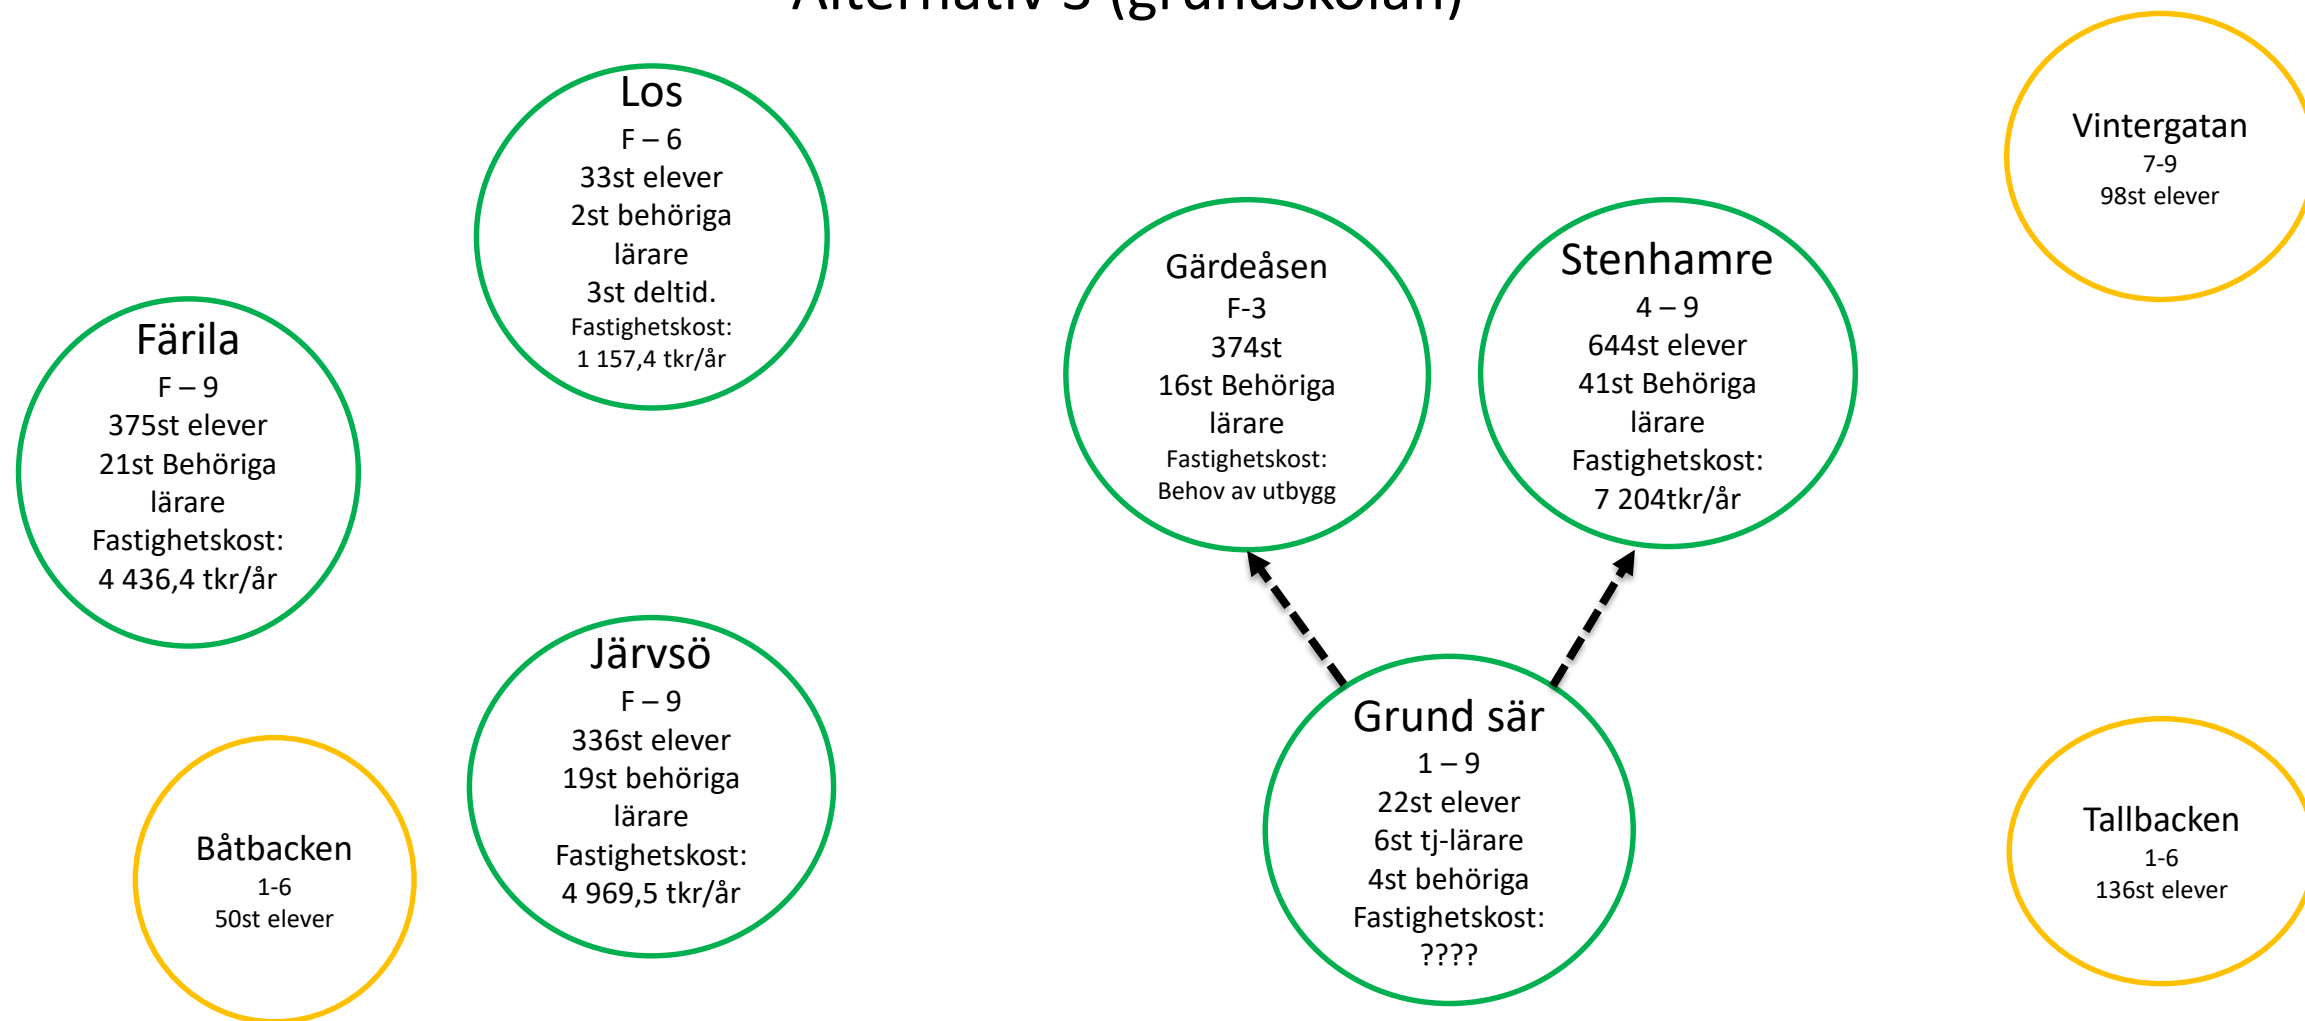 Alternativ 3 (grundskolan)
Los
F – 6
33st elever
2st behöriga
lärare
3st deltid.
Fastighetskost:
1 157,4 tkr/år
Vintergatan
7-9
98st elever
Gärdeåsen
F-3
374st
16st Behöriga
lärare
Fastighetskost:
Behov av utbygg
Stenhamre
4 – 9
644st elever
41st Behöriga
lärare
Fastighetskost:
7 204tkr/år
Färila
F – 9
375st elever
21st Behöriga
lärare
Fastighetskost:
4 436,4 tkr/år
Järvsö
F – 9
336st elever
19st behöriga
lärare
Fastighetskost:
4 969,5 tkr/år
Grund sär
1 – 9
22st elever
6st tj-lärare
4st behöriga
Fastighetskost:
????
Båtbacken
1-6
50st elever
Tallbacken
1-6
136st elever